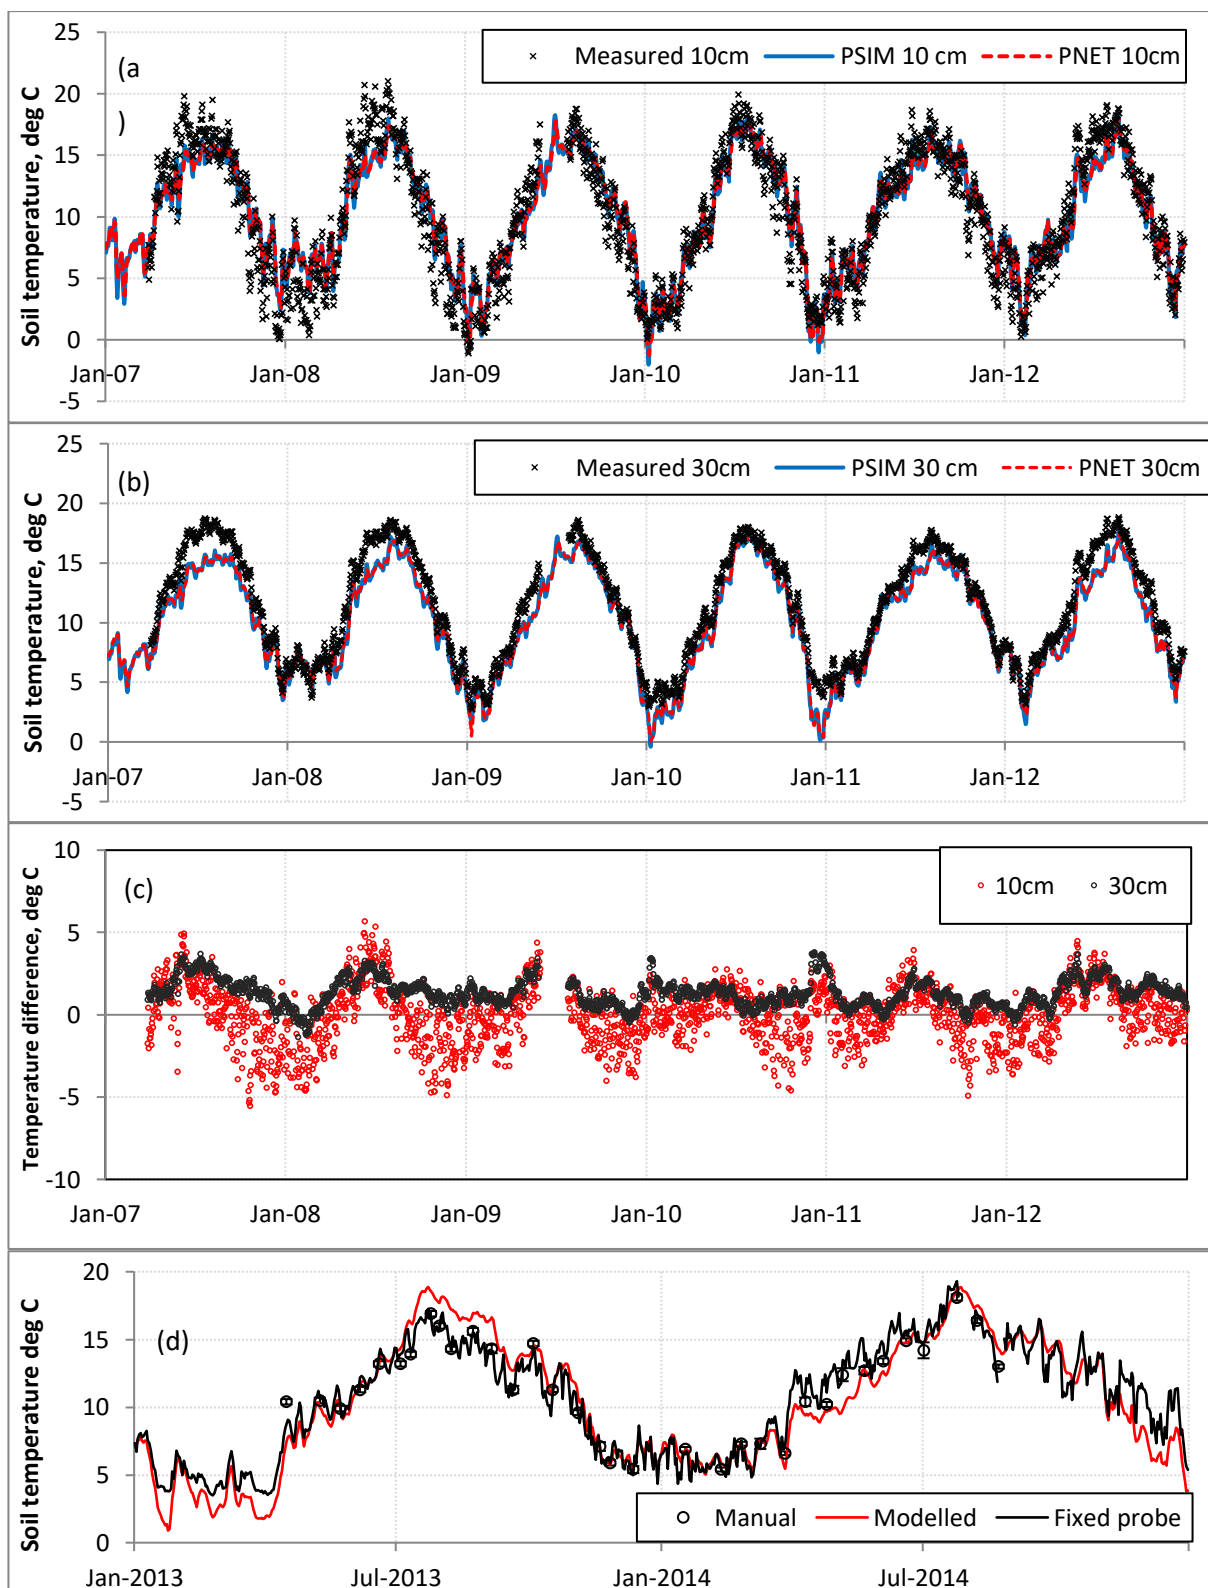 25
(a
)
Measured 10cm PSIM 10 cm PNET 10cm
20
15
10
5
0
-5
Soil temperature, deg C
Jan-07 Jan-08 Jan-09 Jan-10 Jan-11 Jan-12
25
(b)
Measured 30cm PSIM 30 cm PNET 30cm
20
15
10
5
0
-5
Soil temperature, deg C
Jan-07 Jan-08 Jan-09 Jan-10 Jan-11 Jan-12
10
(c)
10cm 30cm
5
0
-5
-10
Temperature difference, deg C
Jan-07 Jan-08 Jan-09 Jan-10 Jan-11 Jan-12
20
(d)
15
10
5
0
Soil temperature deg C
Manual Modelled Fixed probe
Jan-2013 Jul-2013 Jan-2014 Jul-2014